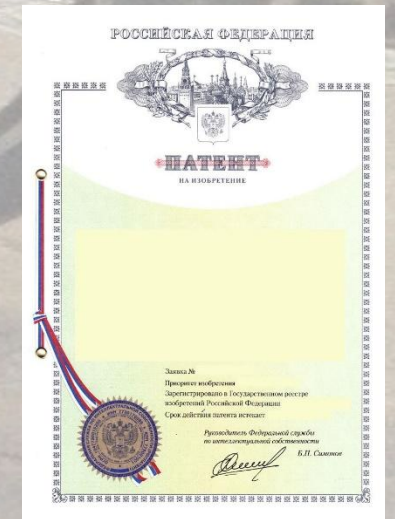 РОССИЙСКАЯ ФЕДЕРАЦИЯ
ПАТЕНТ
НА ИЗОБРЕТЕНИЕ
Заявка №
Приоритет изобретения
Зарегистрировано в Государственном реестре
изобретений Российской Федерации
Срок действия патента истекает
Руководитель Федеральной службы
по интеллектуальной собственности
Б.П. Симонов